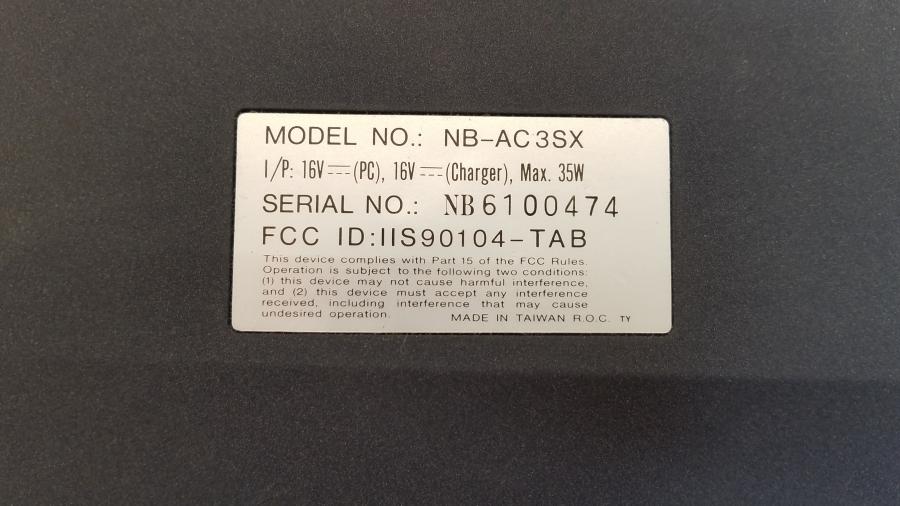 MODEL NO.: NB-AC3SX
I/P: 16V⎓(PC), 16V⎓(Charger), Max. 35W
SERIAL NO.: NB6100474
FCC ID:IIS90104-TAB
This device complies with Part 15 of the FCC Rules.
Operation is subject to the following two conditions:
(1) this device may not cause harmful interference,
and (2) this device must accept any interference
received, including interference that may cause
undesired operation. MADE IN TAIWAN R.O.C. TY